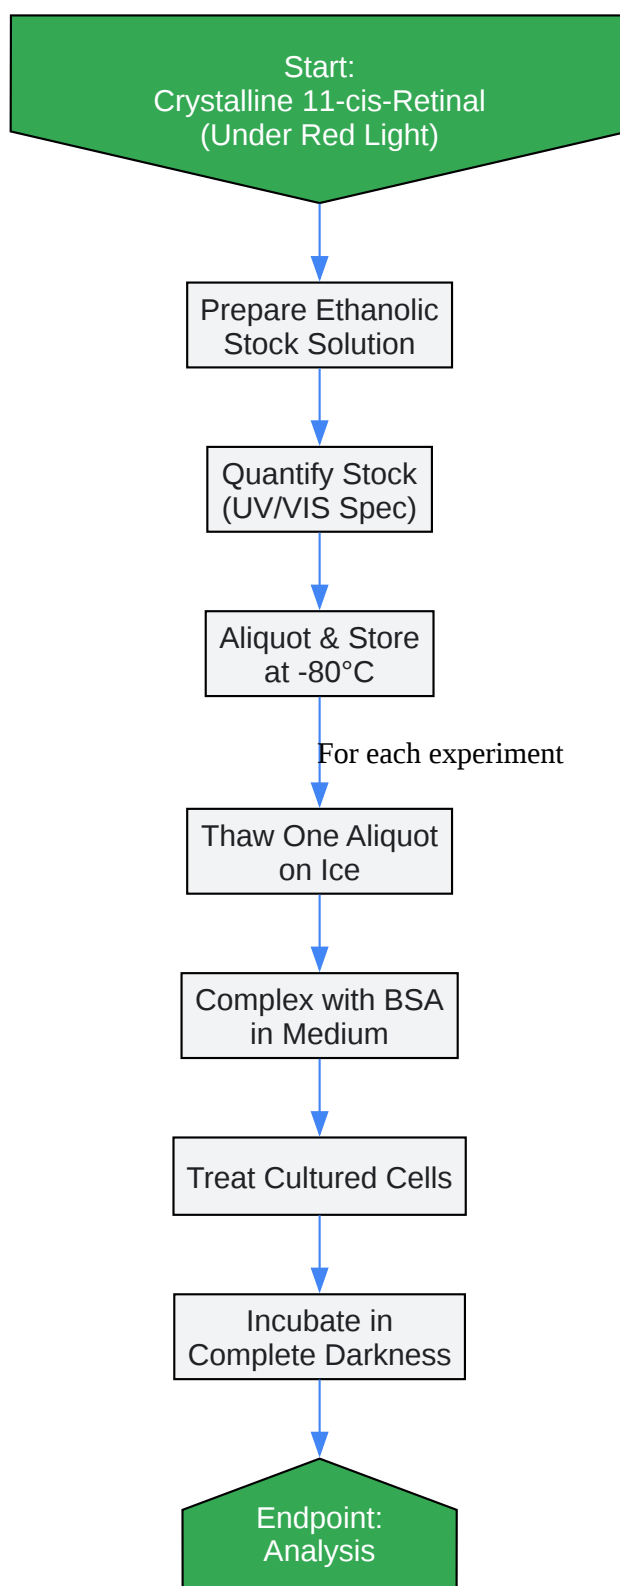 Start:
Crystalline 11-cis-Retinal
(Under Red Light)
Prepare Ethanolic
Stock Solution
Quantify Stock
(UV/VIS Spec)
Aliquot & Store
at -80°C
For each experiment
Thaw One Aliquot
on Ice
Complex with BSA
in Medium
Treat Cultured Cells
Incubate in
Complete Darkness
Endpoint:
Analysis